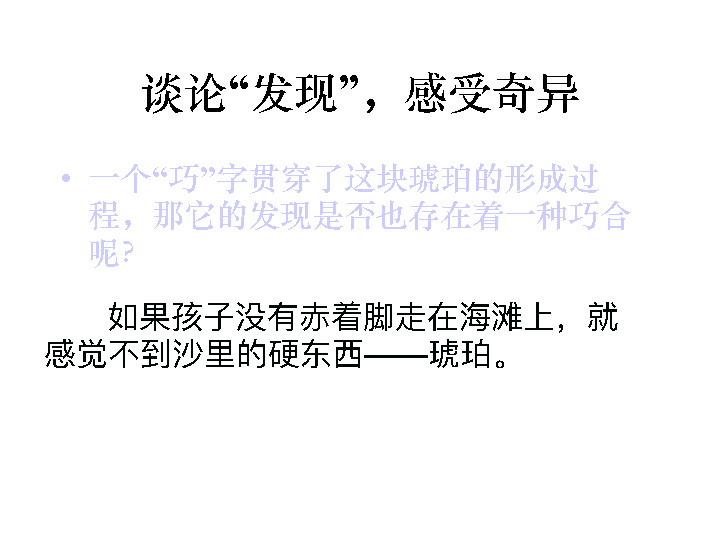 谈论“发现”，感受奇异
• 一个“巧”字贯穿了这块琥珀的形成过
程，那它的发现是否也存在着一种巧合
呢?
如果孩子没有赤着脚走在海滩上，就
感觉不到沙里的硬东西——琥珀。